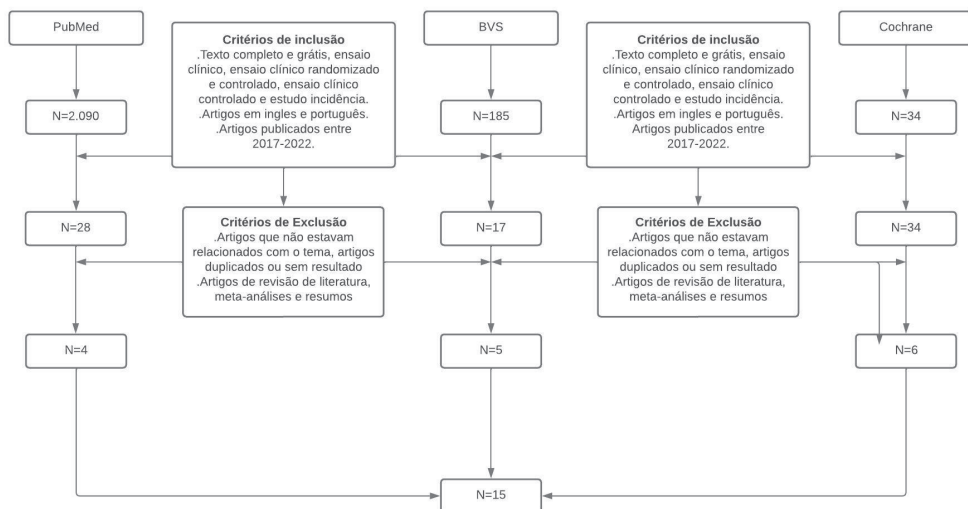 PubMed
BVS
Cochrane
Critérios de inclusão
.Texto completo e grátis, ensaio
clínico, ensaio clínico randomizado
e controlado, ensaio clínico
controlado e estudo incidência.
.Artigos em ingles e português.
.Artigos publicados entre
2017-2022.
Critérios de inclusão
.Texto completo e grátis, ensaio
clínico, ensaio clínico randomizado
e controlado, ensaio clínico
controlado e estudo incidência.
.Artigos em ingles e português.
Artigos publicados entre
2017-2022.
N=2.090
N=185
N=34
N=28
N=17
N=34
Critérios de Exclusão
.Artigos que não estavam
relacionados com o tema, artigos
duplicados ou sem resultado
.Artigos de revisão de literatura,
meta-análises e resumos
Critérios de Exclusão
.Artigos que não estavam
relacionados com o tema, artigos
duplicados ou sem resultado
.Artigos de revisão de literatura,
meta-análises e resumos
N=4
N=5
N=6
N=15